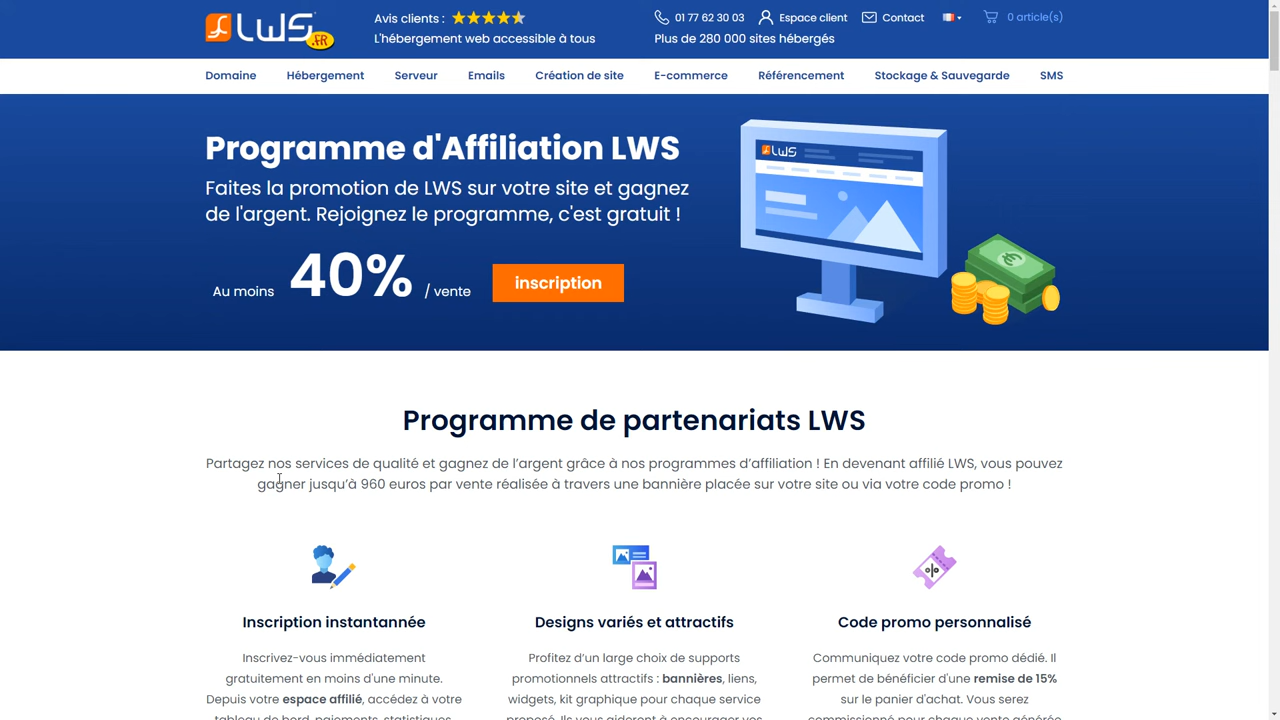 LWS .FR
Avis clients :
L'hébergement web accessible à tous
01 77 62 30 03 Espace client Contact 0 article(s)
Plus de 280 000 sites hébergés
Domaine Hébergement Serveur Emails Création de site E-commerce Référencement Stockage & Sauvegarde SMS
Programme d'Affiliation LWS
Faites la promotion de LWS sur votre site et gagnez
de l'argent. Rejoignez le programme, c'est gratuit !
Au moins 40% / vente inscription
LWS
Programme de partenariats LWS
Partagez nos services de qualité et gagnez de l’argent grâce à nos programmes d’affiliation ! En devenant affilié LWS, vous pouvez
gagner jusqu’à 960 euros par vente réalisée à travers une bannière placée sur votre site ou via votre code promo !
Inscription instantannée
Inscrivez-vous immédiatement
gratuitement en moins d'une minute.
Depuis votre espace affilié, accédez à votre
tableau de bord, paiements, statistiques,
Designs variés et attractifs
Profitez d’un large choix de supports
promotionnels attractifs : bannières, liens,
widgets, kit graphique pour chaque service
proposé. Ils vous aideront à encourager vos
Code promo personnalisé
Communiquez votre code promo dédié. Il
permet de bénéficier d'une remise de 15%
sur le panier d'achat. Vous serez
commissionné pour chaque vente générée